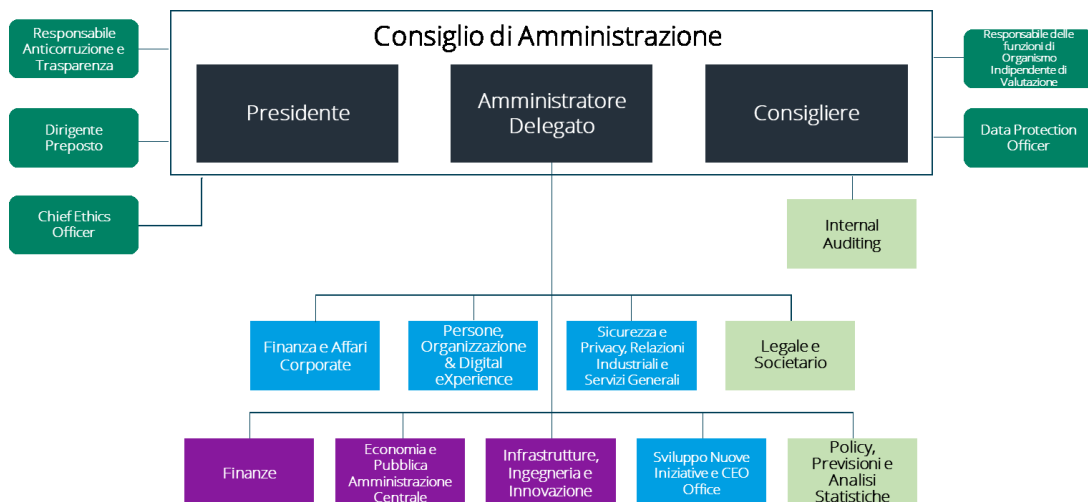 Consiglio di Amministrazione
Responsabile
Anticorruzione e
Trasparenza
Responsabile delle
funzioni di
Organismo
Indipendente di
Valutazione
Presidente
Amministratore
Delegato
Consigliere
Dirigente
Preposto
Data Protection
Officer
Chief Ethics
Officer
Internal
Auditing
Finanza e Affari
Corporate
Persone,
Organizzazione
& Digital
eXperience
Sicurezza e
Privacy, Relazioni
Industriali e
Servizi Generali
Legale e
Societario
Finanze
Economia e
Pubblica
Amministrazione
Centrale
Infrastrutture,
Ingegneria e
Innovazione
Sviluppo Nuove
Iniziative e CEO
Office
Policy,
Previsioni e
Analisi
Statistiche